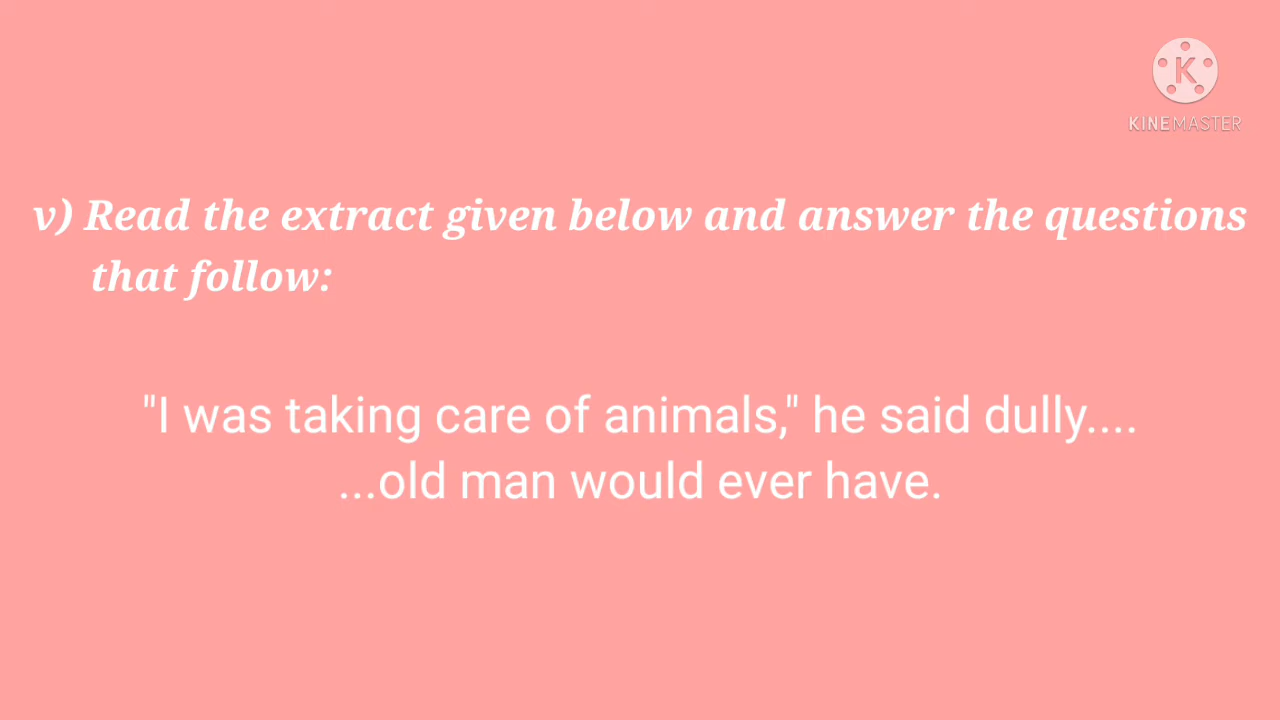 KINEMASTER
v) Read the extract given below and answer the questions
that follow:
"I was taking care of animals," he said dully....
...old man would ever have.